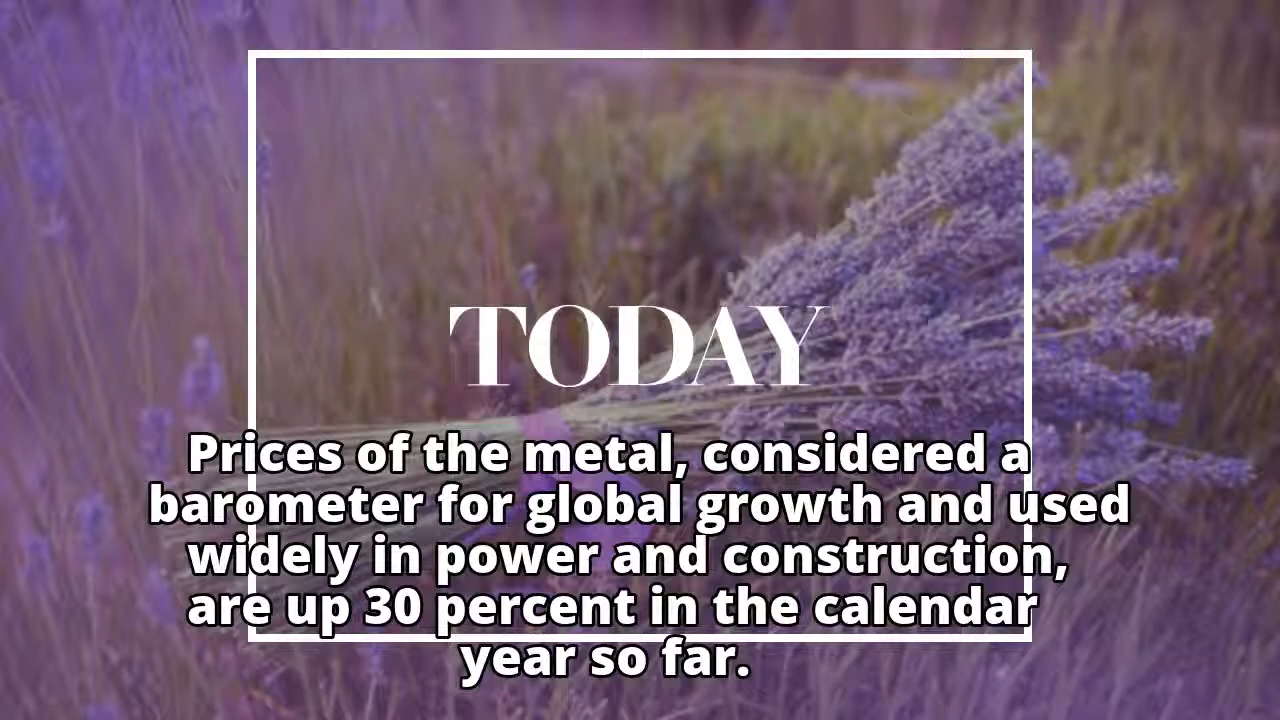 TODAY
Prices of the metal, considered a
barometer for global growth and used
widely in power and construction,
are up 30 percent in the calendar
year so far.